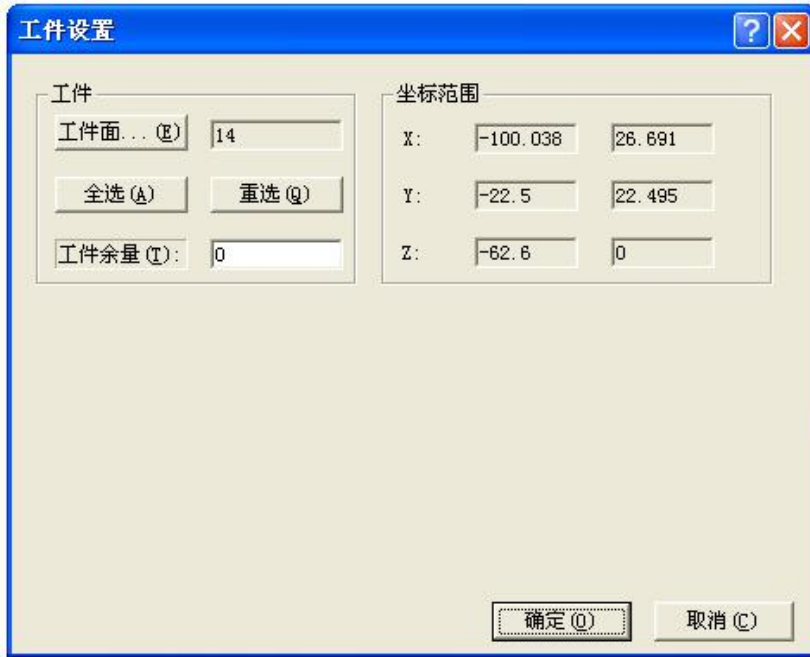 工件设置
工件
工件面...(E) 14
全选(A) 重选(Q)
工件余量(T): 0
坐标范围
X: -100.038 26.691
Y: -22.5 22.495
Z: -62.6 0
确定(O) 取消(C)